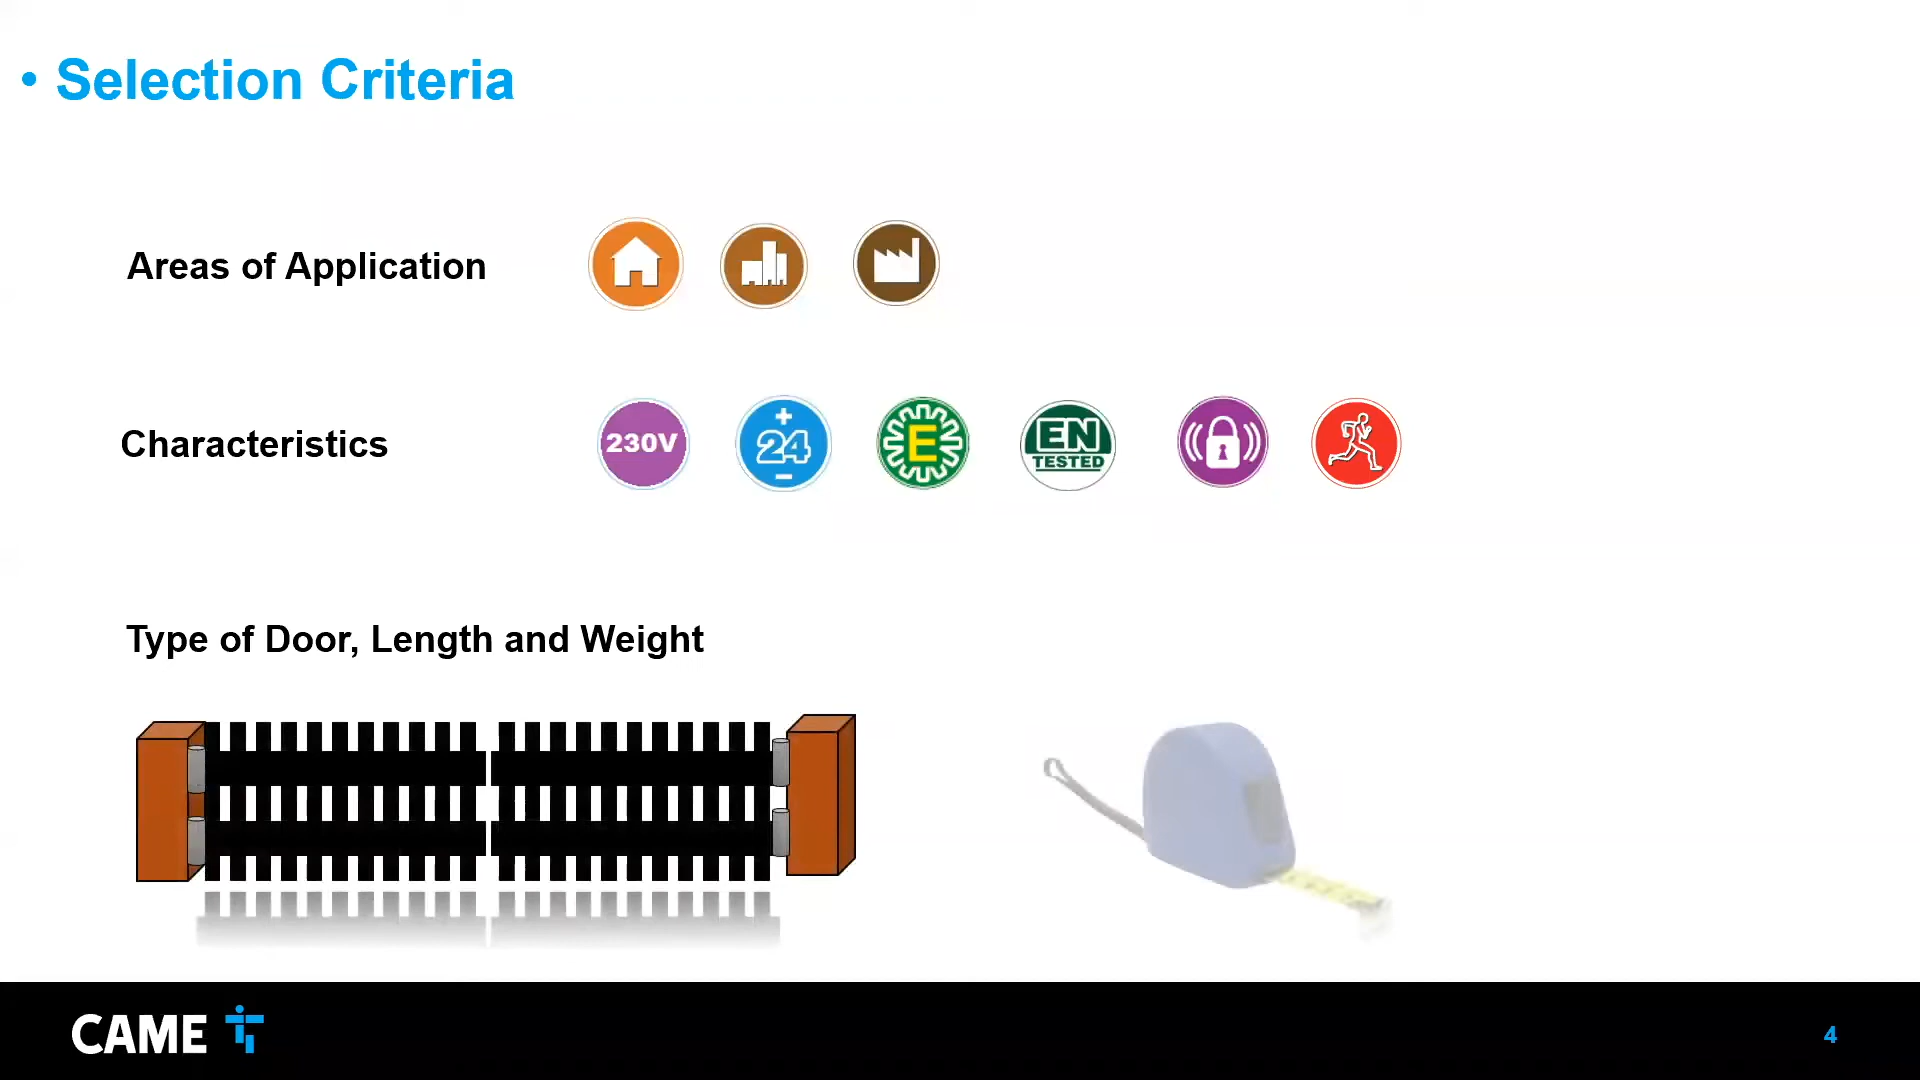 • Selection Criteria
Areas of Application
Characteristics
230V
+
24
−
E
EN
TESTED
Type of Door, Length and Weight
CAME
4